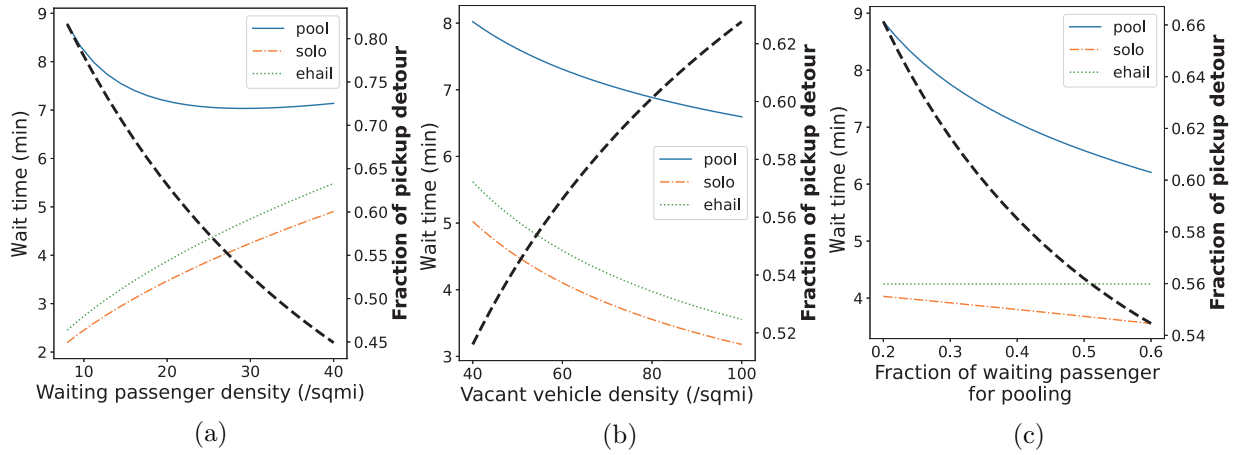 9
8
7
6
5
4
3
2
Wait time (min)
pool
solo
ehail
0.80
0.75
0.70
0.65
0.60
0.55
0.50
0.45
Fraction of pickup detour
10
20
30
40
Waiting passenger density (/sqmi)
(a)
8
7
6
5
4
3
Wait time (min)
pool
solo
ehail
0.62
0.60
0.58
0.56
0.54
0.52
Fraction of pickup detour
40
60
80
100
Vacant vehicle density (/sqmi)
(b)
9
8
7
6
5
4
Wait time (min)
pool
solo
ehail
0.66
0.64
0.62
0.60
0.58
0.56
0.54
Fraction of pickup detour
0.2
0.3
0.4
0.5
0.6
Fraction of waiting passenger
for pooling
(c)